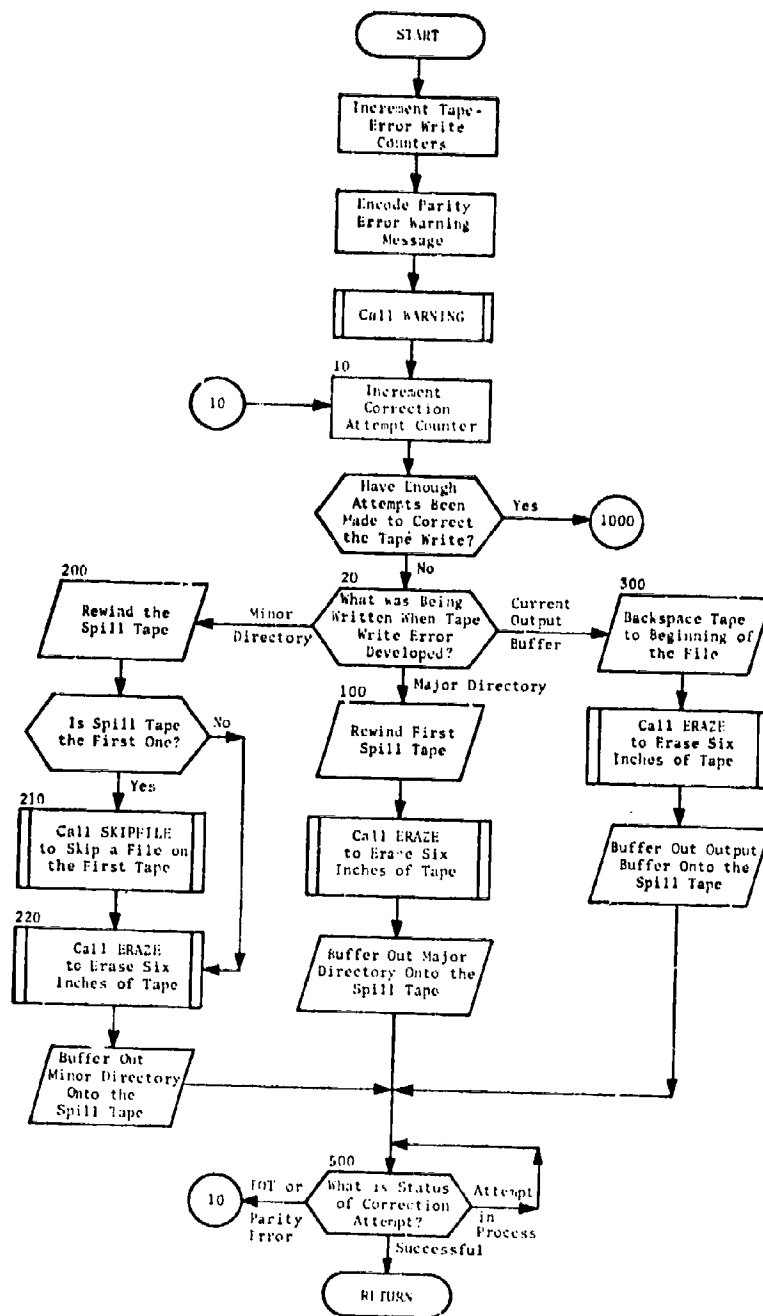 START
Increment Tape-
Error Write
Counters
Encode Parity
Error Warning
Message
Call WARNING
10
10
Increment
Correction
Attempt Counter
Have Enough
Attempts Been
Made to Correct
the Tape Write?
Yes
1000
No
200
Rewind the
Spill Tape
Minor
Directory
20
What was Being
Written When Tape
Write Error
Developed?
Current
Output
Buffer
300
Backspace Tape
to Beginning of
the File
Major Directory
Is Spill Tape
the First One?
No
Yes
100
Rewind First
Spill Tape
Call ERAZE
to Erase Six
Inches of Tape
210
Call SKIPFILE
to Skip a File on
the First Tape
Call ERAZE
to Erase Six
Inches of Tape
Buffer Out Output
Buffer Onto the
Spill Tape
220
Call ERAZE
to Erase Six
Inches of Tape
Buffer Out Major
Directory Onto the
Spill Tape
Buffer Out
Minor Directory
Onto the
Spill Tape
500
10
EOT or
Parity
Error
What is Status
of Correction
Attempt?
Attempt
in
Process
Successful
RETURN